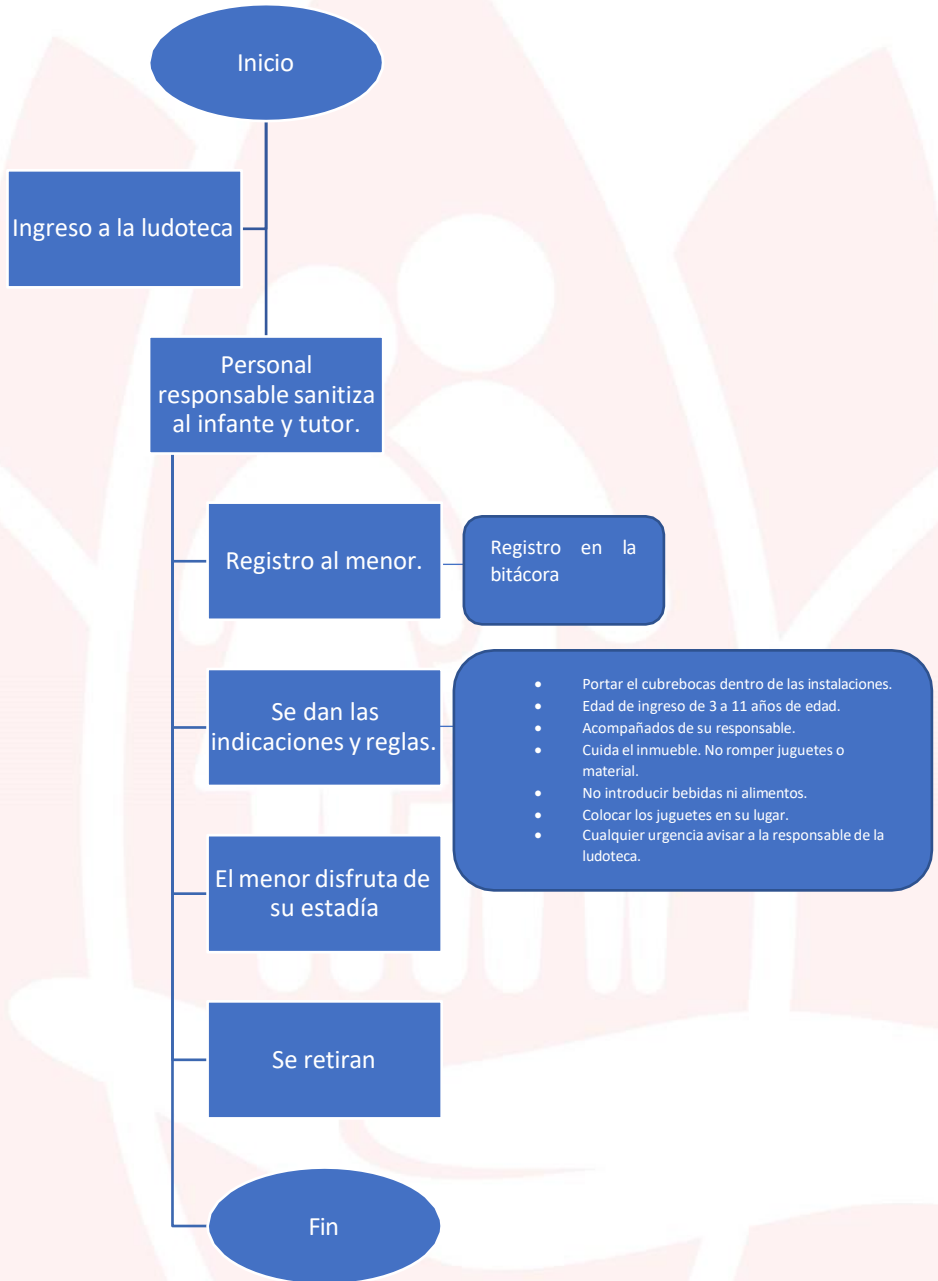 Inicio
Ingreso a la ludoteca
Personal
responsable sanitiza
al infante y tutor.
Registro al menor.
Registro en la
bitácora
Se dan las
indicaciones y reglas.
• Portar el cubrebocas dentro de las instalaciones.
• Edad de ingreso de 3 a 11 años de edad.
• Acompañados de su responsable.
• Cuida el inmueble. No romper juguetes o
material.
• No introducir bebidas ni alimentos.
• Colocar los juguetes en su lugar.
• Cualquier urgencia avisar a la responsable de la
ludoteca.
El menor disfruta de
su estadía
Se retiran
Fin